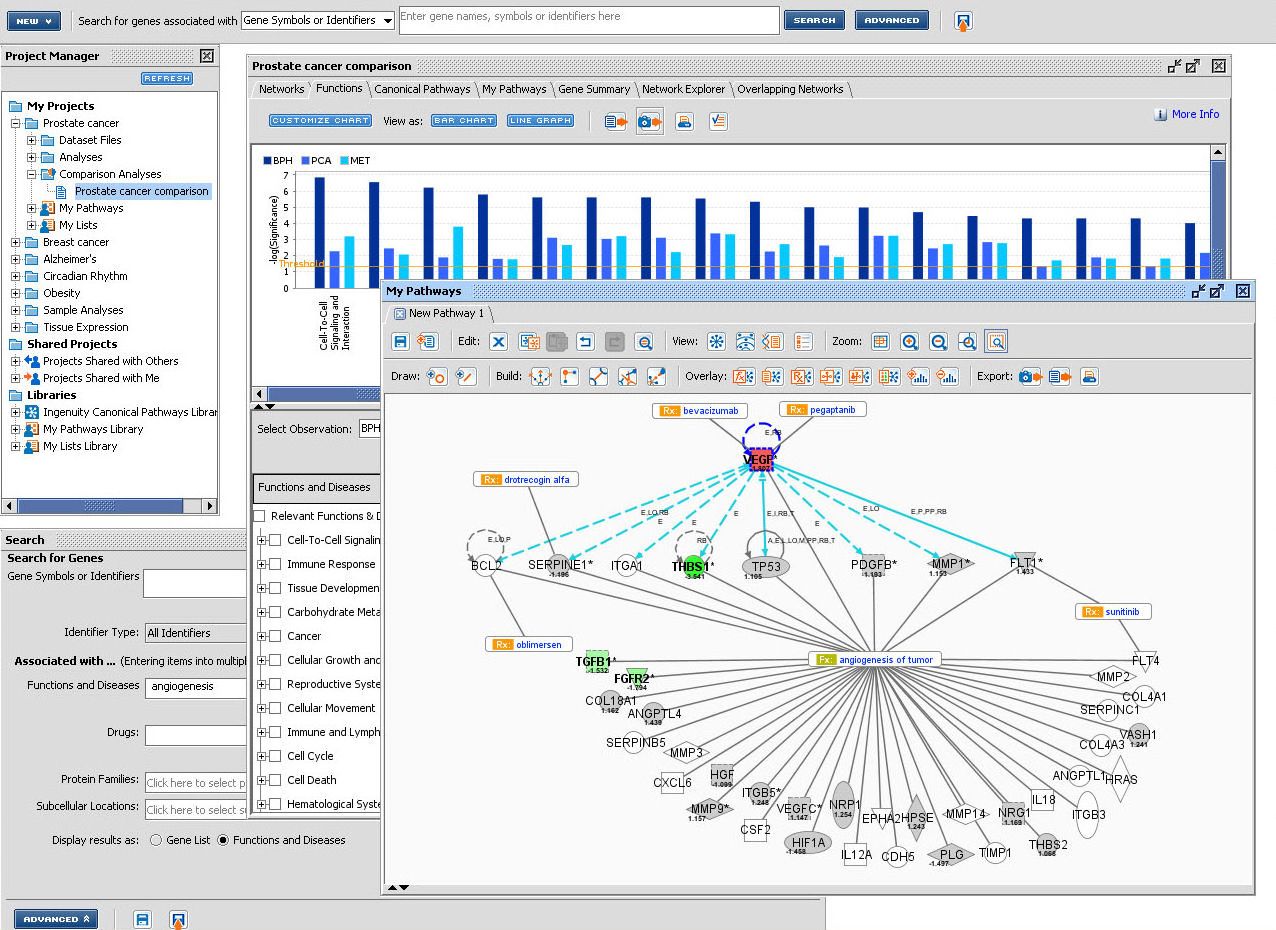 NEW
Search for genes associated with
Gene Symbols or Identifiers
Enter gene names, symbols or identifiers here
SEARCH
ADVANCED
Project Manager
REFRESH
My Projects
Prostate cancer
Dataset Files
Analyses
Comparison Analyses
Prostate cancer comparison
My Pathways
My Lists
Breast cancer
Alzheimer's
Circadian Rhythm
Obesity
Sample Analyses
Tissue Expression
Shared Projects
Projects Shared with Others
Projects Shared with Me
Libraries
Ingenuity Canonical Pathways Librar
My Pathways Library
My Lists Library
Search
Search for Genes
Gene Symbols or Identifiers
Identifier Type: All Identifiers
Associated with ... (Entering items into multipl
Functions and Diseases angiogenesis
Drugs:
Protein Families: Click here to select p
Subcellular Locations: Click here to select su
Display results as: Gene List Functions and Diseases
ADVANCED
Prostate cancer comparison
Networks Functions Canonical Pathways My Pathways Gene Summary Network Explorer Overlapping Networks
CUSTOMIZE CHART View as: BAR CHART LINE GRAPH
More Info
BPH PCA MET
-log(Significance)
7
6
5
4
3
2
1
0
Threshold
Cell-To-Cell
Signaling and
Interaction
Select Observation: BPH
Functions and Diseases
Relevant Functions & D
Cell-To-Cell Signalin
Immune Response
Tissue Developmen
Carbohydrate Meta
Cancer
Cellular Growth and
Reproductive Syste
Cellular Movement
Immune and Lymph
Cell Cycle
Cell Death
Hematological Syste
My Pathways
New Pathway 1
Edit: View: Zoom:
Draw: Build: Overlay: Export:
Rx: bevacizumab
Rx: pegaptanib
E,RB
VEGF*
1.807
Rx: drotrecogin alfa
E,LO,RB
E
E
E
E,I,RB,T
E
E,LO
E,P,PP,RB
E,LO,P
RB
A,E,L,LO,M,PP,RB,T
BCL2
SERPINE1*
-1.196
ITGA1
THBS1*
-3.541
TP53
1.105
PDGFB*
-1.193
MMP1*
1.153
FLT1*
1.433
Rx: sunitinib
Rx: oblimersen
TGFB1*
-1.532
Fx: angiogenesis of tumor
FLT4
FGFR2*
-1.794
MMP2
COL18A1
1.162
COL4A1
ANGPTL4
1.439
SERPINC1
SERPINB5
VASH1
1.241
MMP3
COL4A3
CXCL6
HGF
-1.099
ANGPTL1
HRAS
ITGB5*
1.248
MMP9*
1.157
VEGFC*
-1.147
NRP1
1.254
EPHA2
HPSE
1.243
MMP14
NRG1
-1.169
IL18
ITGB3
CSF2
HIF1A
-1.458
IL12A
CDH5
PLG
-1.497
TIMP1
THBS2
1.068